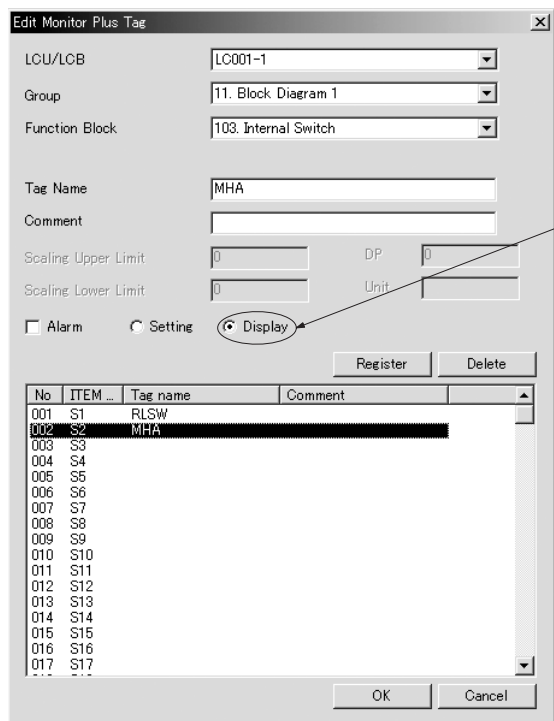 Edit Monitor Plus Tag
LCU/LCB LC001-1
Group 11. Block Diagram 1
Function Block 103. Internal Switch
Tag Name MHA
Comment
Scaling Upper Limit 0 DP 0
Scaling Lower Limit 0 Unit
Alarm Setting Display
Register Delete
No ITEM ... Tag name Comment
001 S1 RLSW
002 S2 MHA
003 S3
004 S4
005 S5
006 S6
007 S7
008 S8
009 S9
010 S10
011 S11
012 S12
013 S13
014 S14
015 S15
016 S16
017 S17
OK Cancel